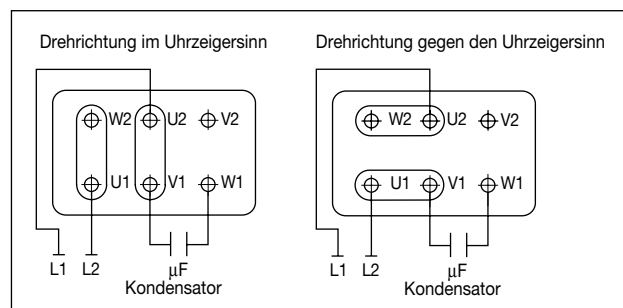 Drehrichtung im Uhrzeigersinn
W2 U2 V2
U1 V1 W1
L1 L2
µF
Kondensator
Drehrichtung gegen den Uhrzeigersinn
W2 U2 V2
U1 V1 W1
L1 L2
µF
Kondensator